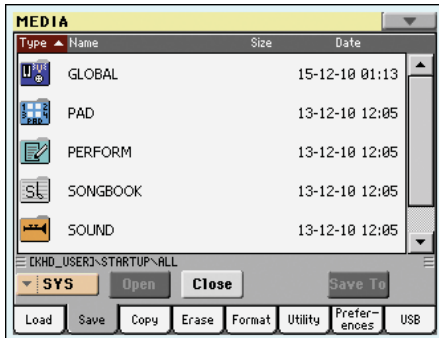 MEDIA
Type Name Size Date
GLOBAL 15-12-10 01:13
PAD 13-12-10 12:05
PERFORM 13-12-10 12:05
SONGBOOK 13-12-10 12:05
SOUND 13-12-10 12:05
[KHD_USER]\STARTUP\ALL
SYS Open Close Save To
Load Save Copy Erase Format Utility Prefer-ences USB